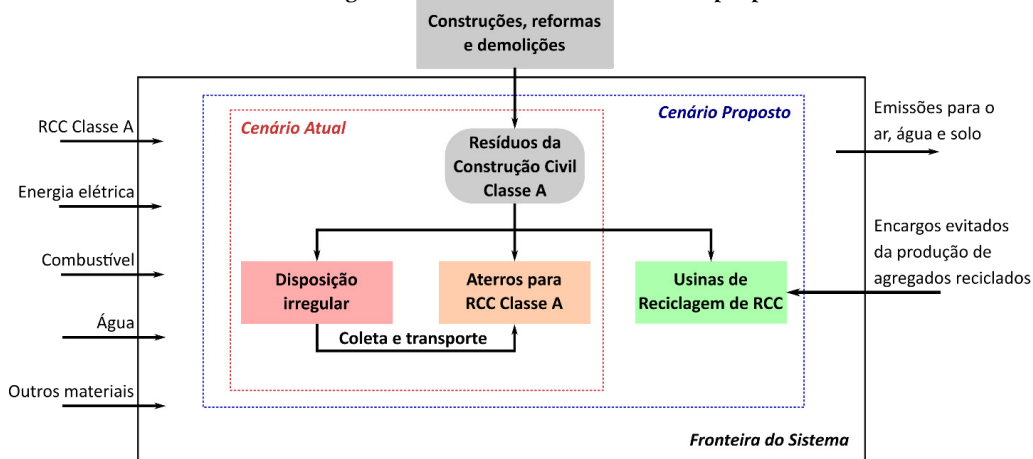 Construções, reformas
e demolições
Cenário Proposto
Cenário Atual
RCC Classe A
Energia elétrica
Combustível
Água
Outros materiais
Resíduos da
Construção Civil
Classe A
Disposição
irregular
Aterros para
RCC Classe A
Usinas de
Reciclagem de RCC
Coleta e transporte
Emissões para o
ar, água e solo
Encargos evitados
da produção de
agregados reciclados
Fronteira do Sistema